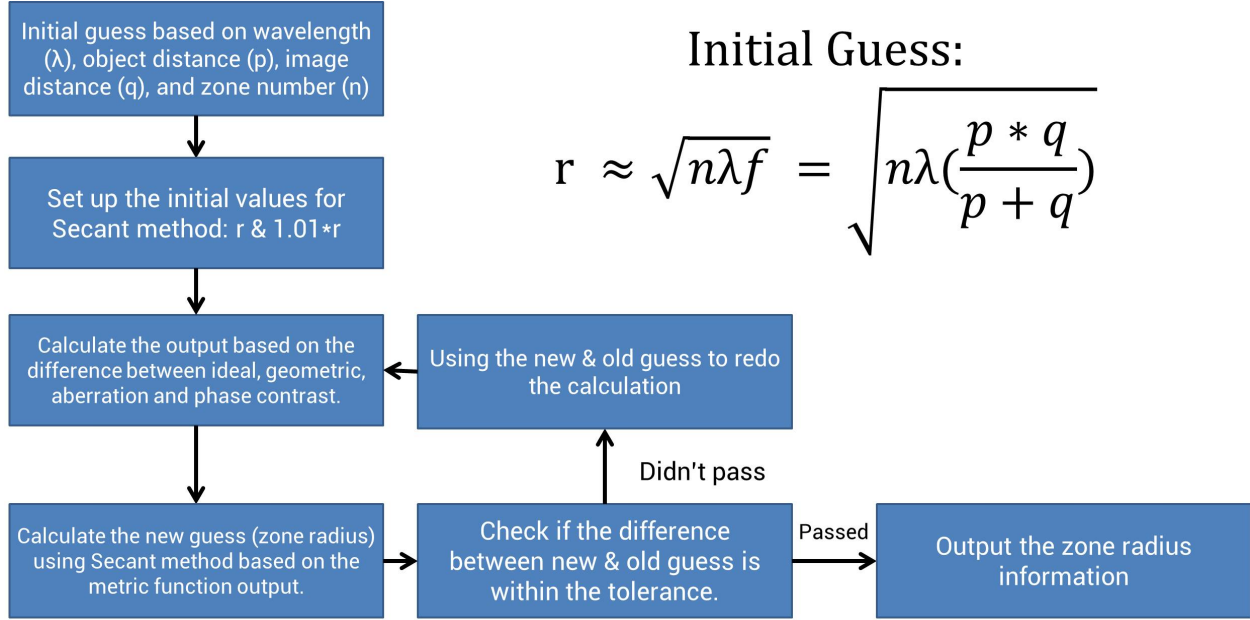 Initial guess based on wavelength
(λ), object distance (p), image
distance (q), and zone number (n)
Initial Guess:
r ≈ √(nλf) = √(nλ((p * q)/(p + q)))
Set up the initial values for
Secant method: r & 1.01*r
Calculate the output based on the
difference between ideal, geometric,
aberration and phase contrast.
Using the new & old guess to redo
the calculation
Didn't pass
Calculate the new guess (zone radius)
using Secant method based on the
metric function output.
Check if the difference
between new & old guess is
within the tolerance.
Passed
Output the zone radius
information